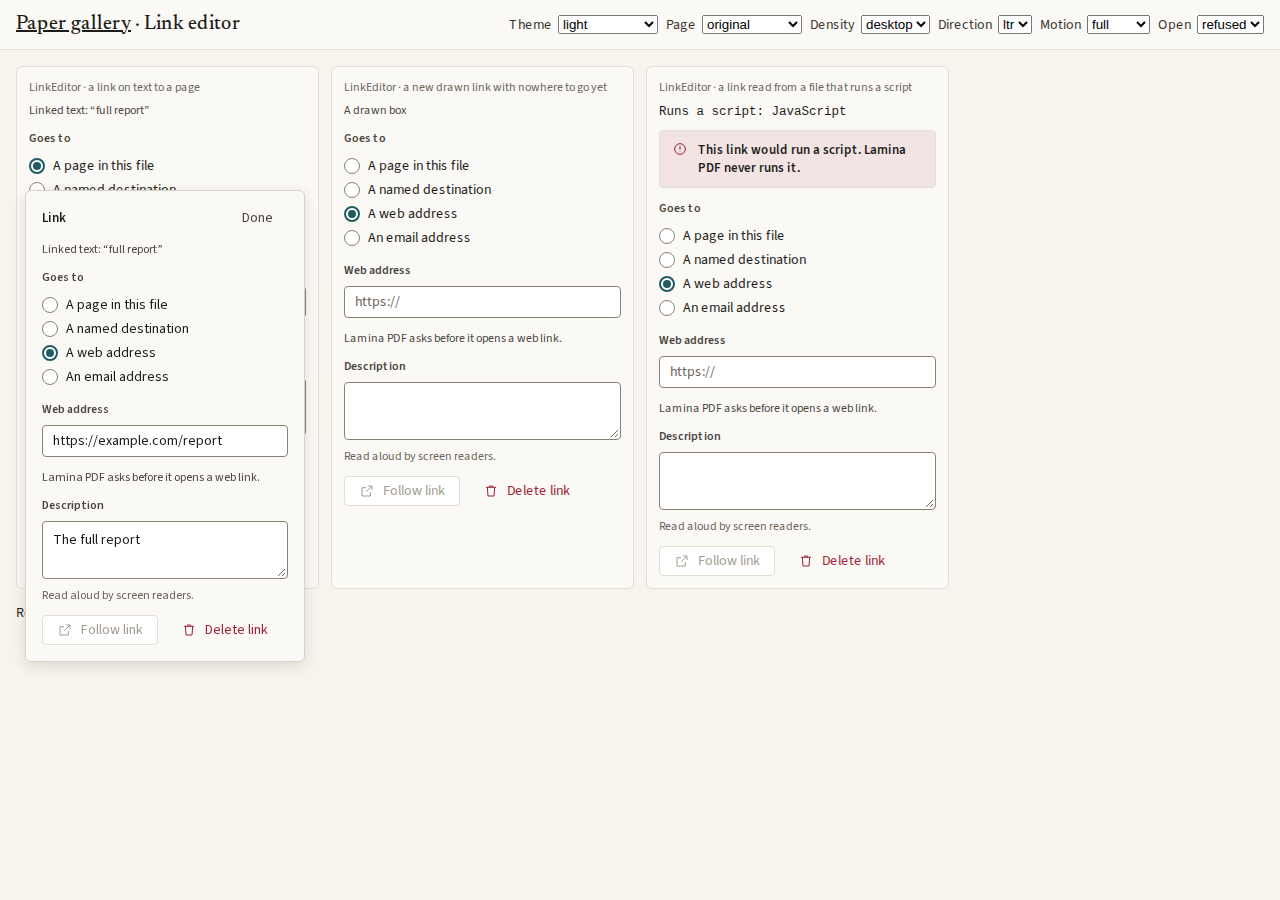 Paper gallery · Link editor
Theme light Page original Density desktop Direction ltr Motion full Open refused
LinkEditor · a link on text to a page
Linked text: “full report”
Goes to
A page in this file
A named destination
Link
Done
Linked text: “full report”
Goes to
A page in this file
A named destination
A web address
An email address
Web address
https://example.com/report
Lamina PDF asks before it opens a web link.
Description
The full report
Read aloud by screen readers.
Follow link
Delete link
LinkEditor · a new drawn link with nowhere to go yet
A drawn box
Goes to
A page in this file
A named destination
A web address
An email address
Web address
https://
Lamina PDF asks before it opens a web link.
Description
Read aloud by screen readers.
Follow link
Delete link
LinkEditor · a link read from a file that runs a script
Runs a script: JavaScript
This link would run a script. Lamina
PDF never runs it.
Goes to
A page in this file
A named destination
A web address
An email address
Web address
https://
Lamina PDF asks before it opens a web link.
Description
Read aloud by screen readers.
Follow link
Delete link